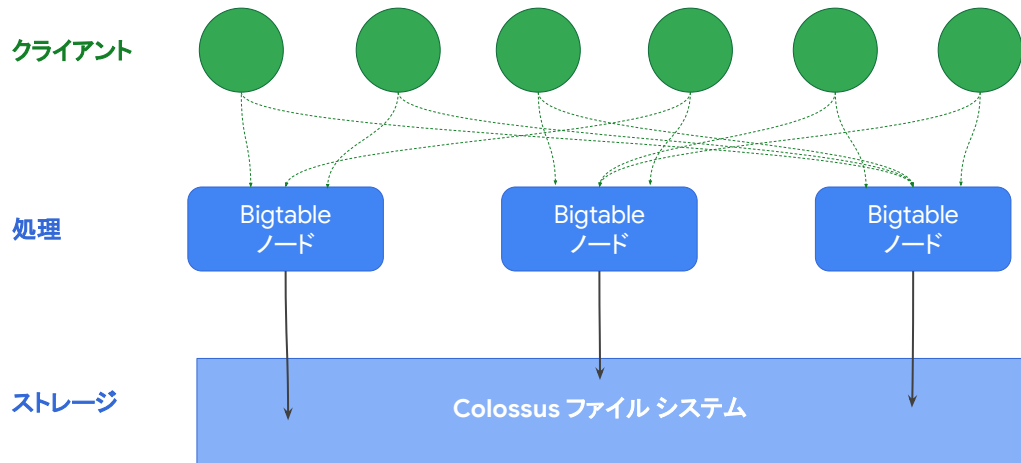 クライアント
処理
Bigtable
ノード
Bigtable
ノード
Bigtable
ノード
ストレージ
Colossus ファイル システム